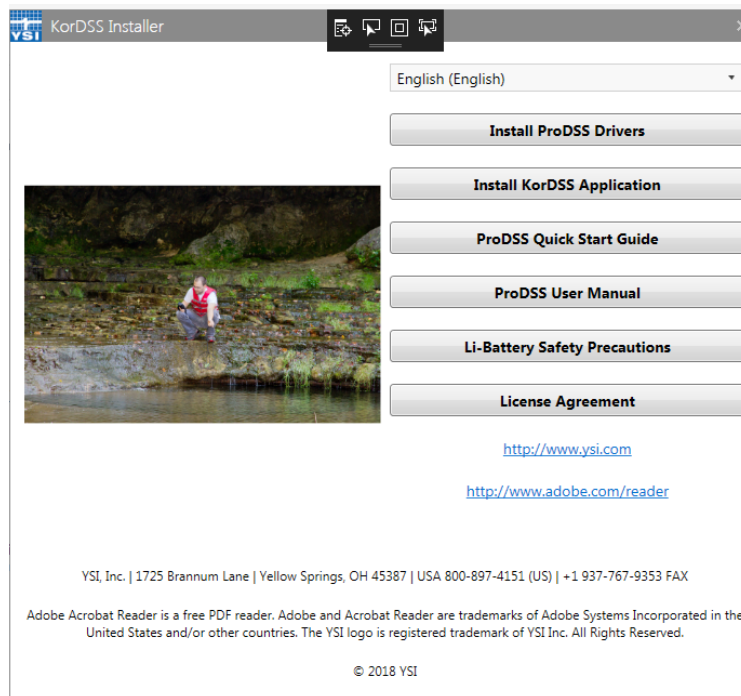 YSI
KorDSS Installer
English (English)
Install ProDSS Drivers
Install KorDSS Application
ProDSS Quick Start Guide
ProDSS User Manual
Li-Battery Safety Precautions
License Agreement
http://www.ysi.com
http://www.adobe.com/reader
YSI, Inc. | 1725 Brannum Lane | Yellow Springs, OH 45387 | USA 800-897-4151 (US) | +1 937-767-9353 FAX
Adobe Acrobat Reader is a free PDF reader. Adobe and Acrobat Reader are trademarks of Adobe Systems Incorporated in the
United States and/or other countries. The YSI logo is registered trademark of YSI Inc. All Rights Reserved.
© 2018 YSI